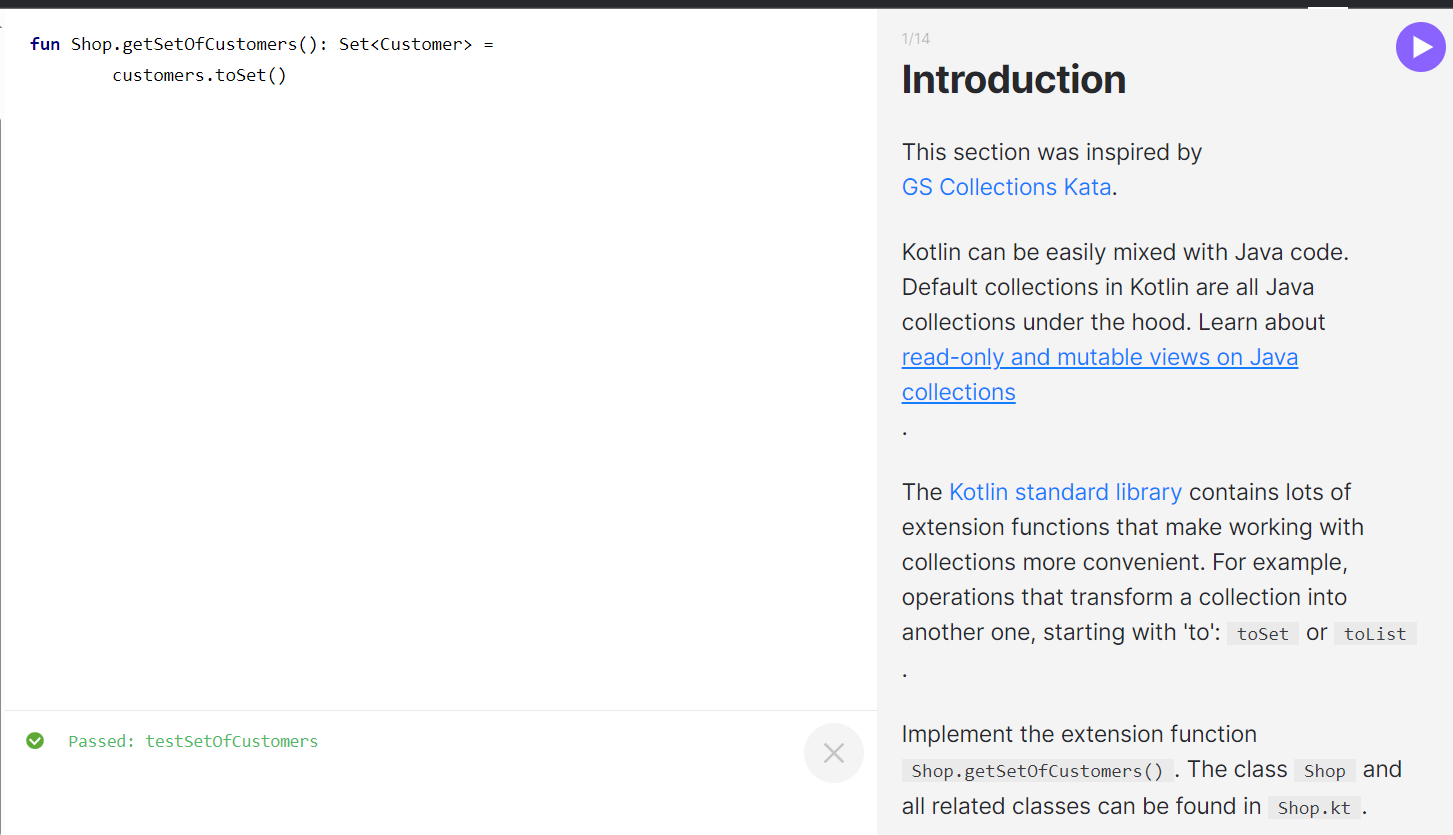 fun Shop.getSetOfCustomers(): Set<Customer> =
        customers.toSet()
Passed: testSetOfCustomers
1/14
Introduction
This section was inspired by
GS Collections Kata.
Kotlin can be easily mixed with Java code.
Default collections in Kotlin are all Java
collections under the hood. Learn about
read-only and mutable views on Java
collections
.
The Kotlin standard library contains lots of
extension functions that make working with
collections more convenient. For example,
operations that transform a collection into
another one, starting with 'to': toSet or toList
.
Implement the extension function
Shop.getSetOfCustomers(). The class Shop and
all related classes can be found in Shop.kt.